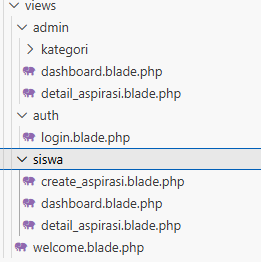 views
admin
kategori
dashboard.blade.php
detail_aspirasi.blade.php
auth
login.blade.php
siswa
create_aspirasi.blade.php
dashboard.blade.php
detail_aspirasi.blade.php
welcome.blade.php